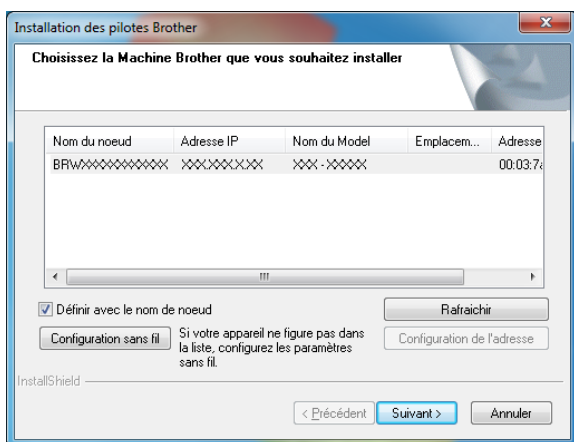 Installation des pilotes Brother
Choisissez la Machine Brother que vous souhaitez installer
Nom du noeud Adresse IP Nom du Model Emplacem... Adresse
BRWXXXXXXXXXXXX XXX.XXX.X.XX XXX-XXXXX 00:03:7a
Définir avec le nom de noeud
Rafraichir
Configuration sans fil
Si votre appareil ne figure pas dans
la liste, configurez les paramètres
sans fil.
Configuration de l'adresse
InstallShield
< Précédent Suivant > Annuler